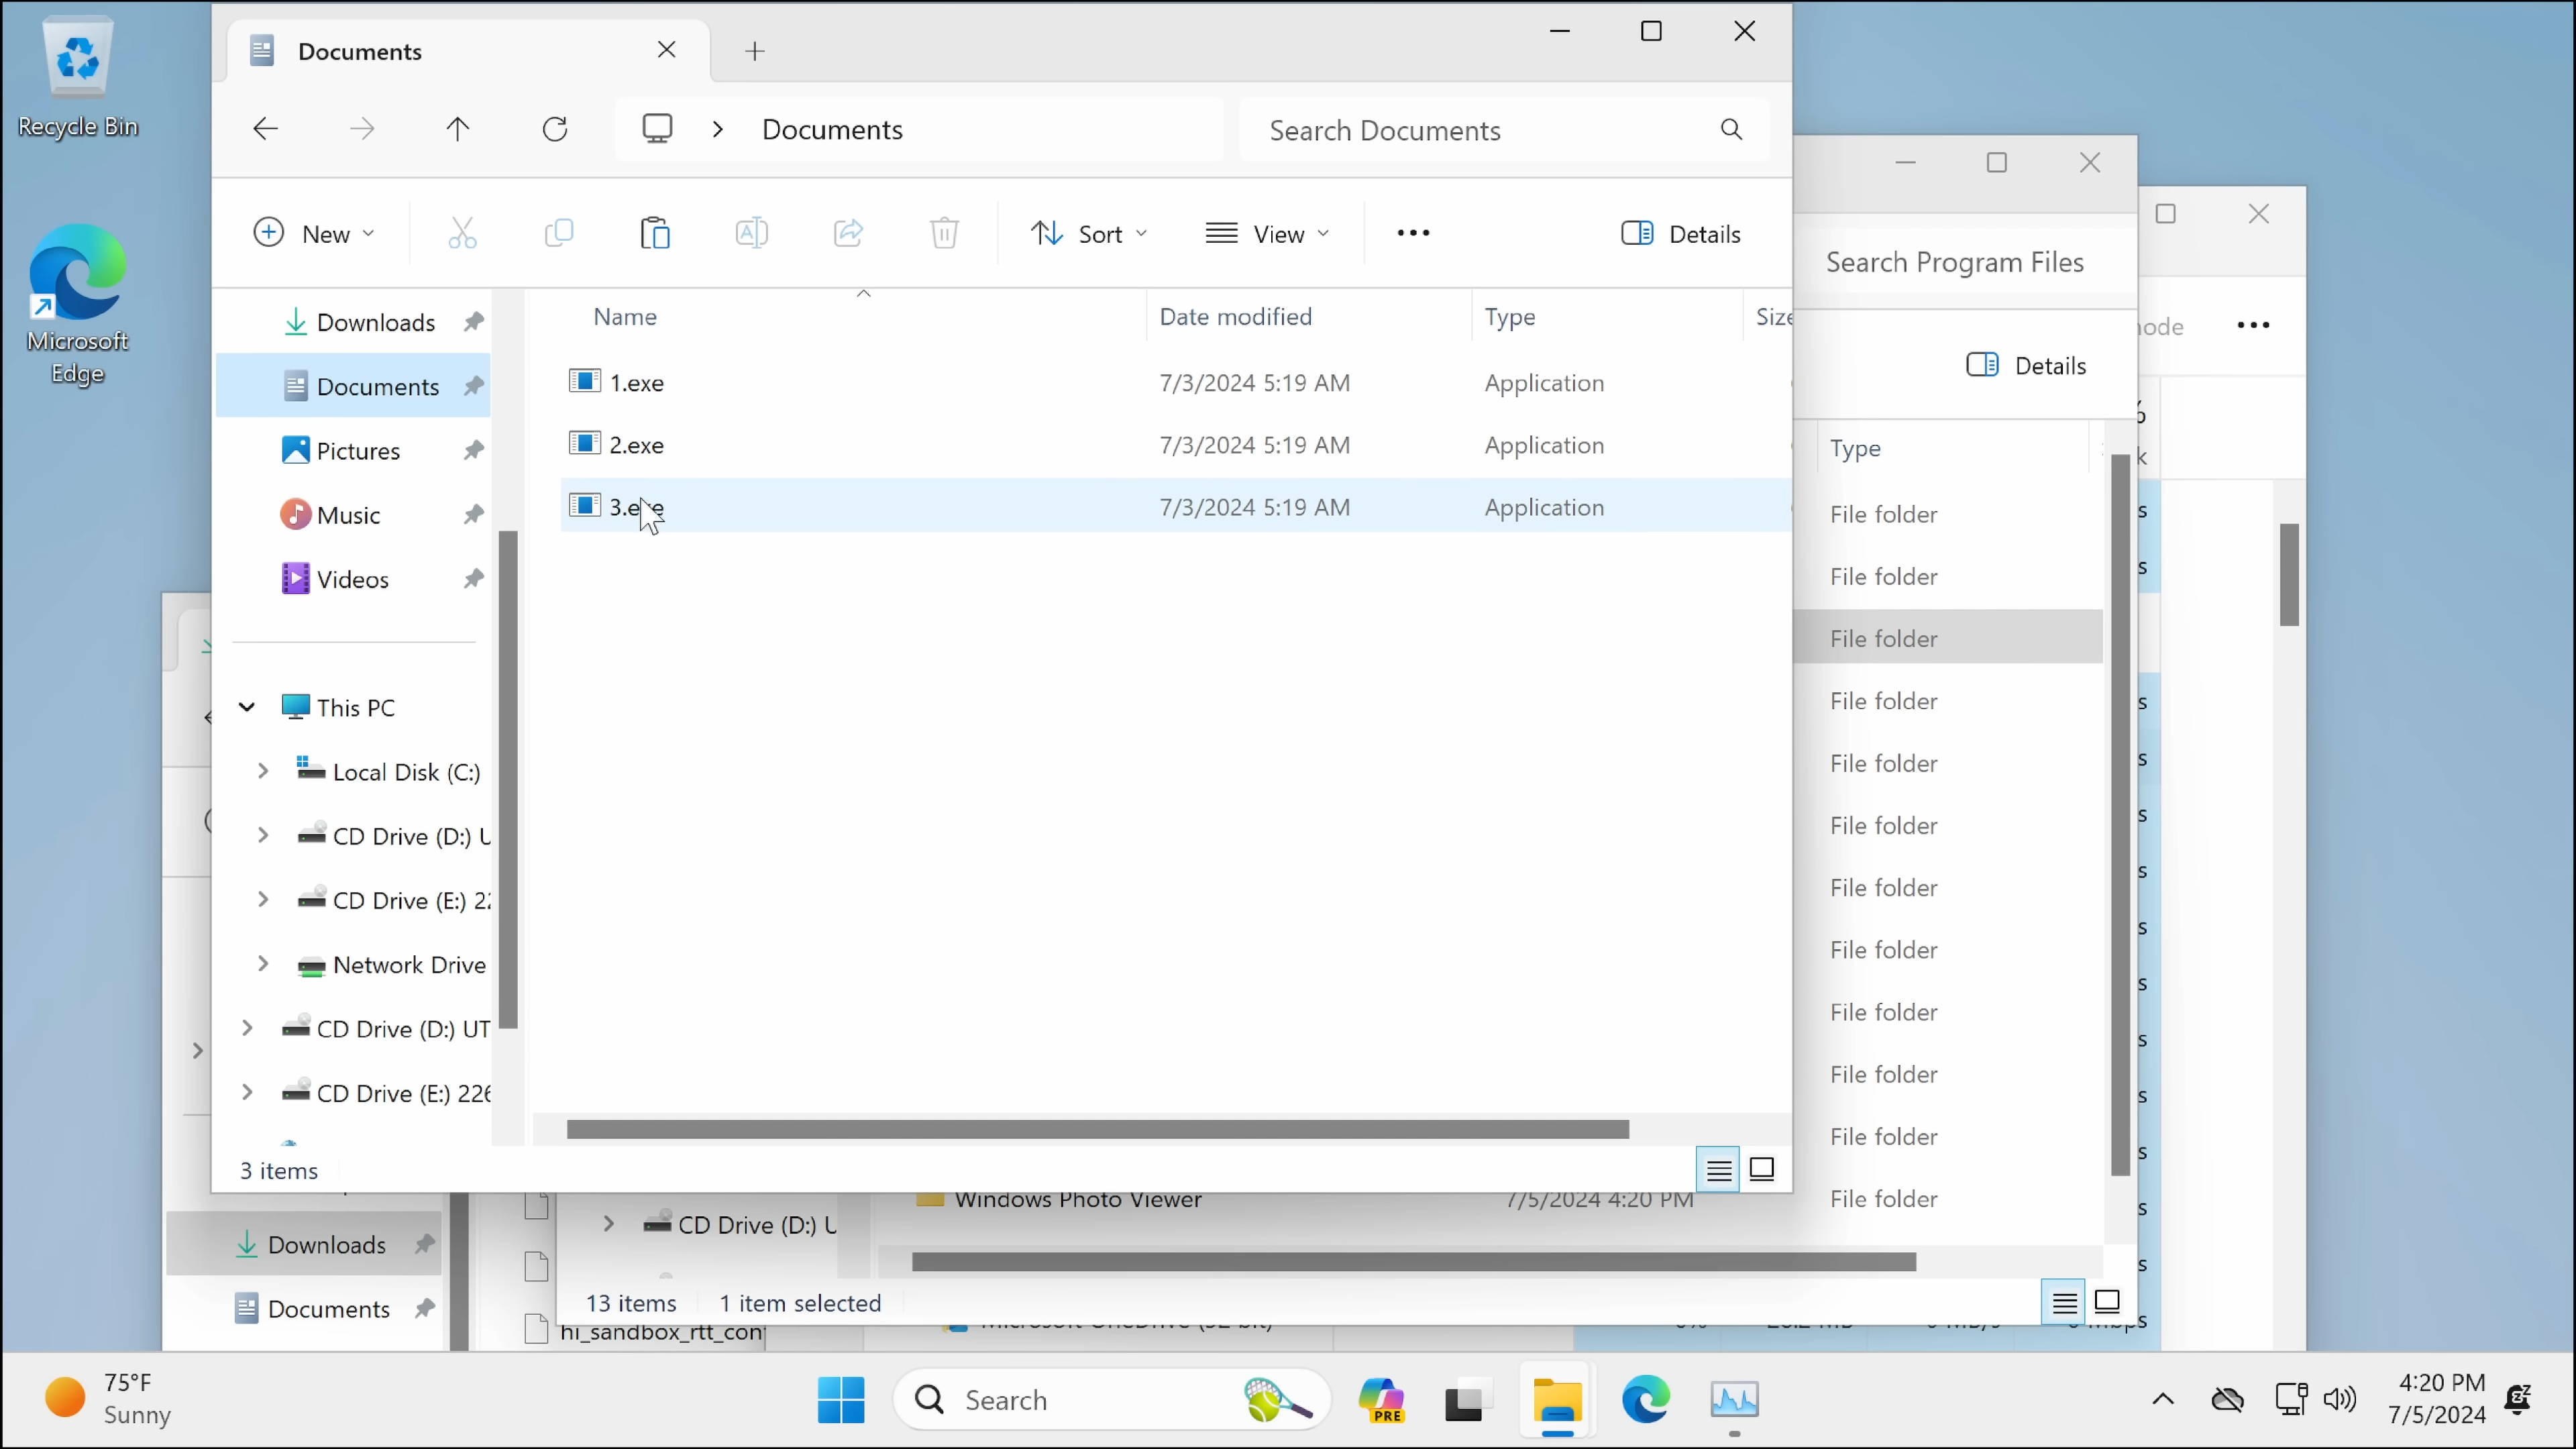 Recycle Bin
Microsoft
Edge
Documents
Documents
Search Documents
New
Sort
View
Details
Downloads
Documents
Pictures
Music
Videos
This PC
Local Disk (C:)
CD Drive (D:) U
CD Drive (E:) 22
Network Drive
CD Drive (D:) UT
CD Drive (E:) 226
Name
Date modified
Type
Size
1.exe
7/3/2024 5:19 AM
Application
2.exe
7/3/2024 5:19 AM
Application
3.exe
7/3/2024 5:19 AM
Application
3 items
Search Program Files
Details
Type
File folder
File folder
File folder
File folder
File folder
File folder
File folder
File folder
File folder
File folder
File folder
Windows Photo Viewer
7/5/2024 4:20 PM
File folder
CD Drive (D:) U
13 items
1 item selected
Downloads
Documents
75°F
Sunny
Search
PRE
4:20 PM
7/5/2024